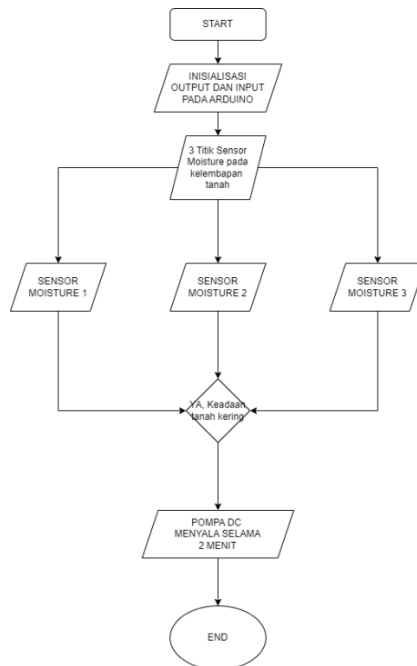 START
INISIALISASI
OUTPUT DAN INPUT
PADA ARDUINO
3 Titik Sensor
Moisture pada
kelembapan
tanah
SENSOR
MOISTURE 1
SENSOR
MOISTURE 2
SENSOR
MOISTURE 3
YA, Keadaan
tanah kering
POMPA DC
MENYALA SELAMA
2 MENIT
END